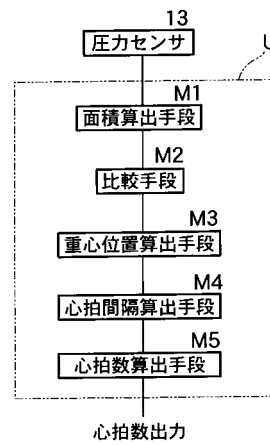 13
圧力センサ
U
M1
面積算出手段
M2
比較手段
M3
重心位置算出手段
M4
心拍間隔算出手段
M5
心拍数算出手段
心拍数出力